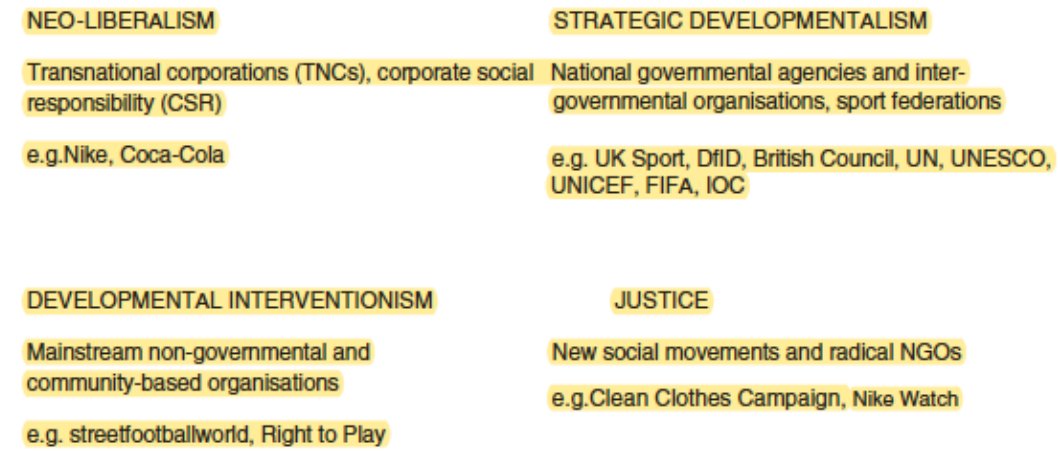 NEO-LIBERALISM
Transnational corporations (TNCs), corporate social
responsibility (CSR)
e.g.Nike, Coca-Cola
STRATEGIC DEVELOPMENTALISM
National governmental agencies and inter-
governmental organisations, sport federations
e.g. UK Sport, DfID, British Council, UN, UNESCO,
UNICEF, FIFA, IOC
DEVELOPMENTAL INTERVENTIONISM
Mainstream non-governmental and
community-based organisations
e.g. streetfootballworld, Right to Play
JUSTICE
New social movements and radical NGOs
e.g.Clean Clothes Campaign, Nike Watch